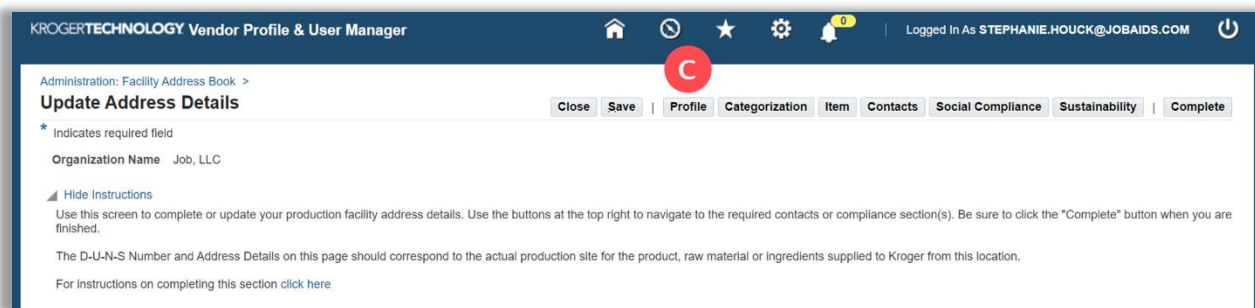 KROGERTECHNOLOGY. Vendor Profile & User Manager
0
Logged In As STEPHANIE.HOUCK@JOBAIDS.COM
C
Administration: Facility Address Book >
Update Address Details
Close Save | Profile Categorization Item Contacts Social Compliance Sustainability | Complete
* Indicates required field
Organization Name Job, LLC
Hide Instructions
Use this screen to complete or update your production facility address details. Use the buttons at the top right to navigate to the required contacts or compliance section(s). Be sure to click the "Complete" button when you are
finished.
The D-U-N-S Number and Address Details on this page should correspond to the actual production site for the product, raw material or ingredients supplied to Kroger from this location.
For instructions on completing this section click here